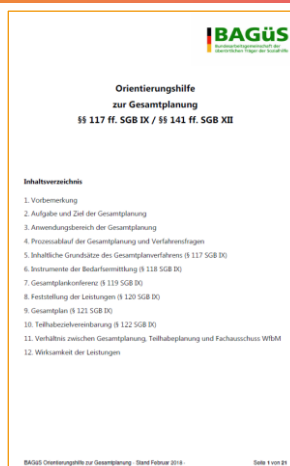 BAGüS
Bundesarbeitsgemeinschaft der
überörtlichen Träger der Sozialhilfe
Orientierungshilfe
zur Gesamtplanung
§§ 117 ff. SGB IX / §§ 141 ff. SGB XII
Inhaltsverzeichnis
1. Vorbemerkung
2. Aufgabe und Ziel der Gesamtplanung
3. Anwendungsbereich der Gesamtplanung
4. Prozessablauf der Gesamtplanung und Verfahrensfragen
5. Inhaltliche Grundsätze des Gesamtplanverfahrens (§ 117 SGB IX)
6. Instrumente der Bedarfsermittlung (§ 118 SGB IX)
7. Gesamtplankonferenz (§ 119 SGB IX)
8. Feststellung der Leistungen (§ 120 SGB IX)
9. Gesamtplan (§ 121 SGB IX)
10. Teilhabezielvereinbarung (§ 122 SGB IX)
11. Verhältnis zwischen Gesamtplanung, Teilhabeplanung und Fachausschuss WfbM
12. Wirksamkeit der Leistungen
BAGüS Orientierungshilfe zur Gesamtplanung - Stand Februar 2018 - Seite 1 von 21